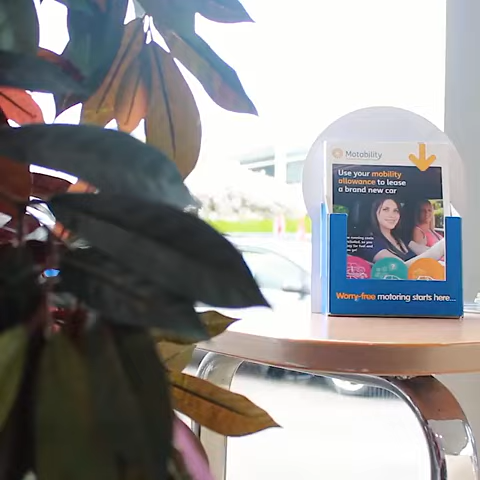 Motability
Use your mobility
allowance to lease
a brand new car
Worry-free motoring starts here...